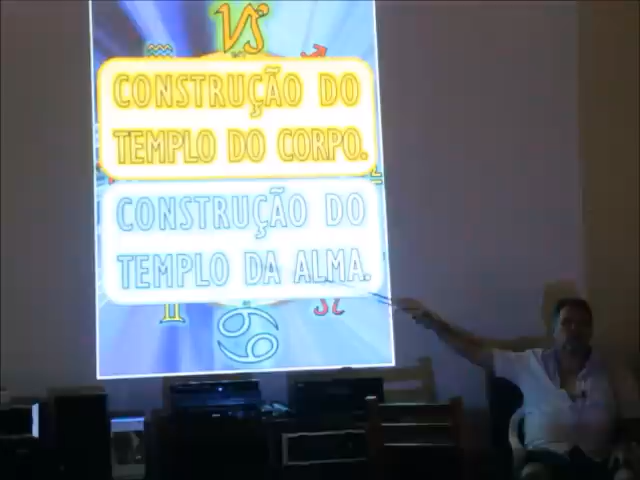 CONSTRUÇÃO DO
TEMPLO DO CORPO.
CONSTRUÇÃO DO
TEMPLO DA ALMA.